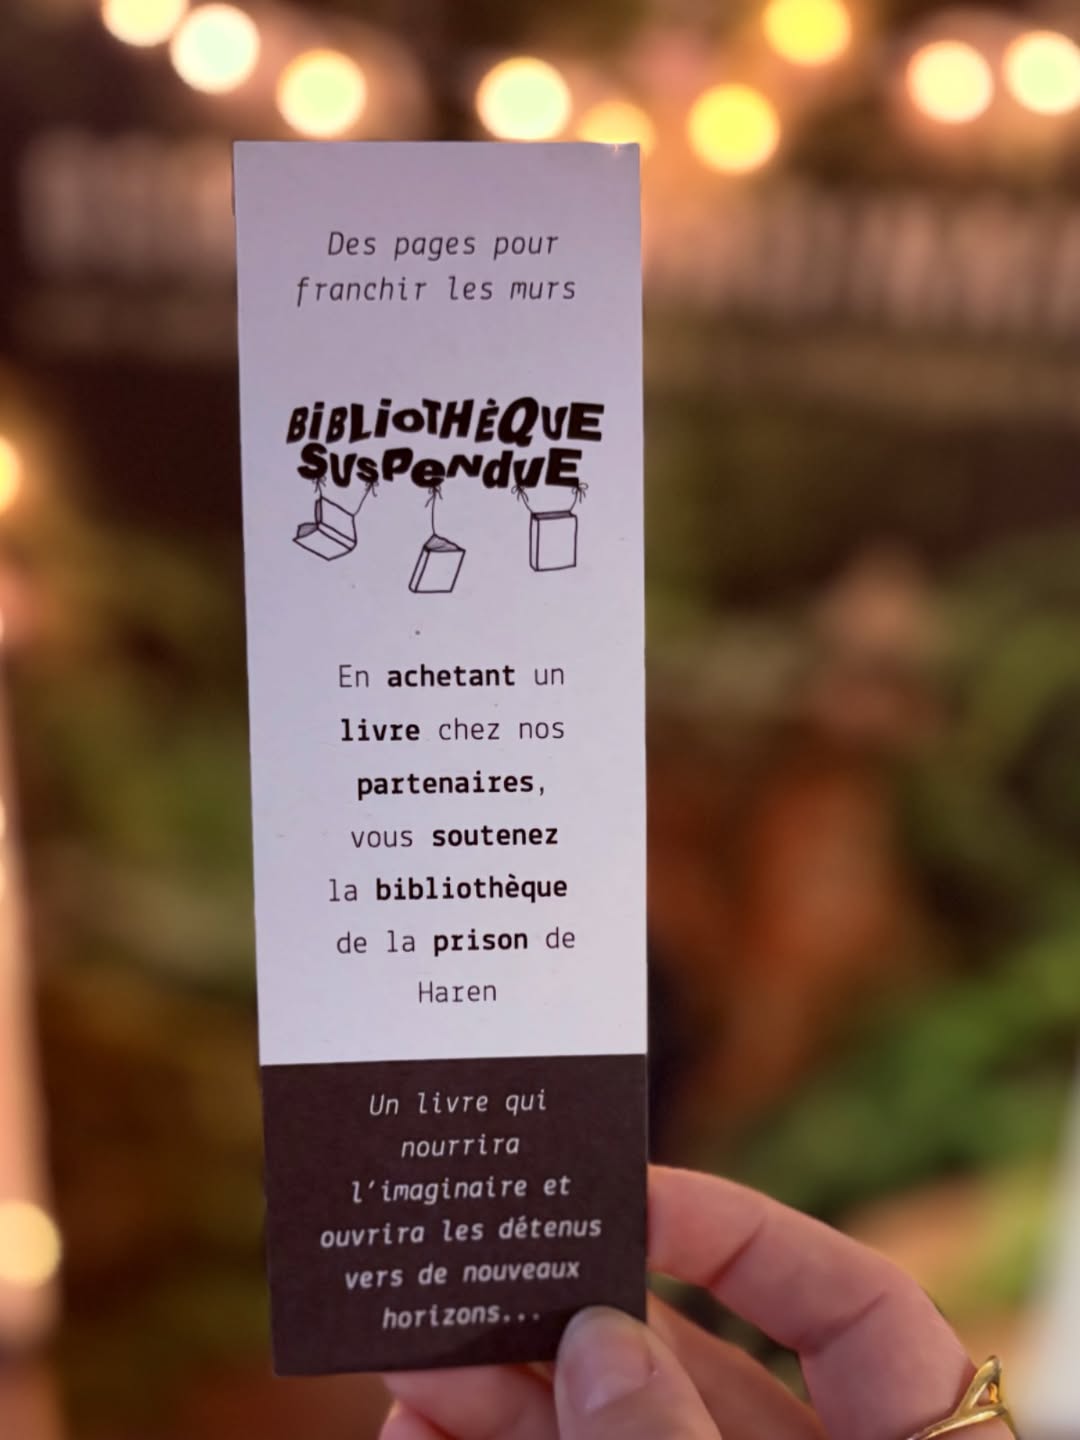 Des pages pour
franchir les murs
BiBLioTHÈQUE
SUsPeNdUE
En achetant un
livre chez nos
partenaires,
vous soutenez
la bibliothèque
de la prison de
Haren
Un livre qui
nourrira
l'imaginaire et
ouvrira les détenus
vers de nouveaux
horizons...